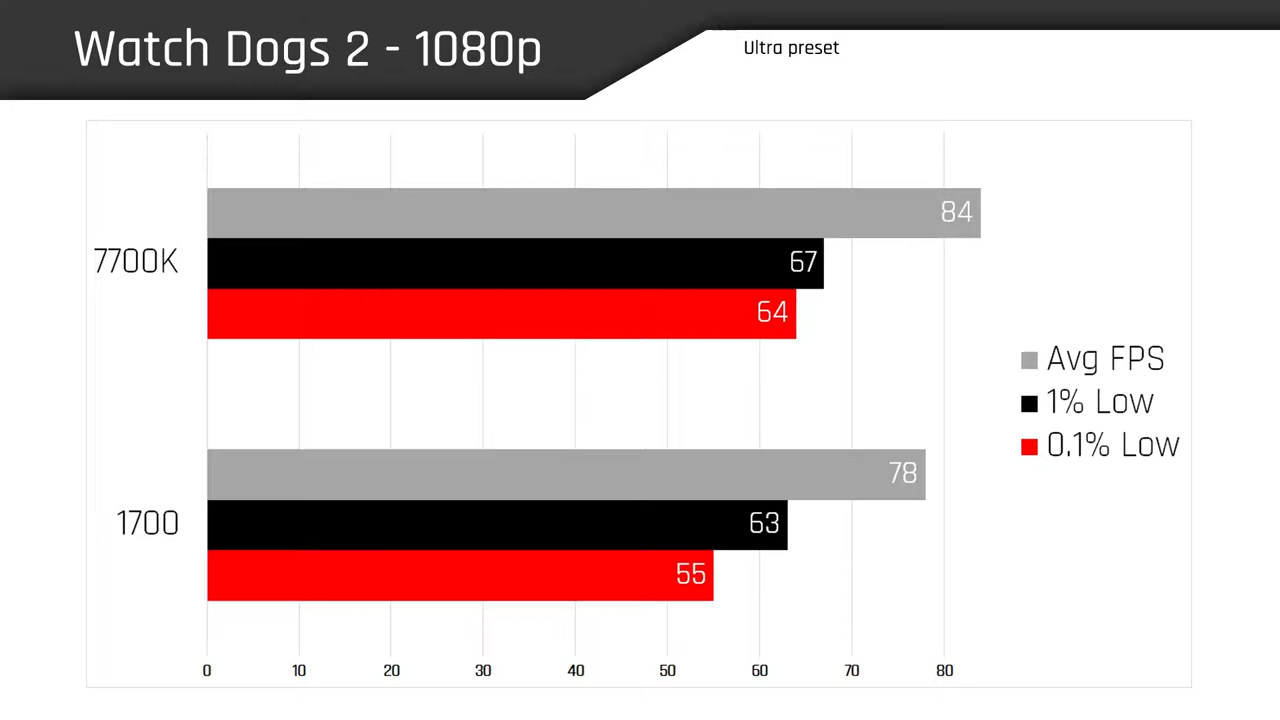 Watch Dogs 2 - 1080p
Ultra preset
84
7700K
67
64
Avg FPS
1% Low
0.1% Low
78
1700
63
55
0 10 20 30 40 50 60 70 80